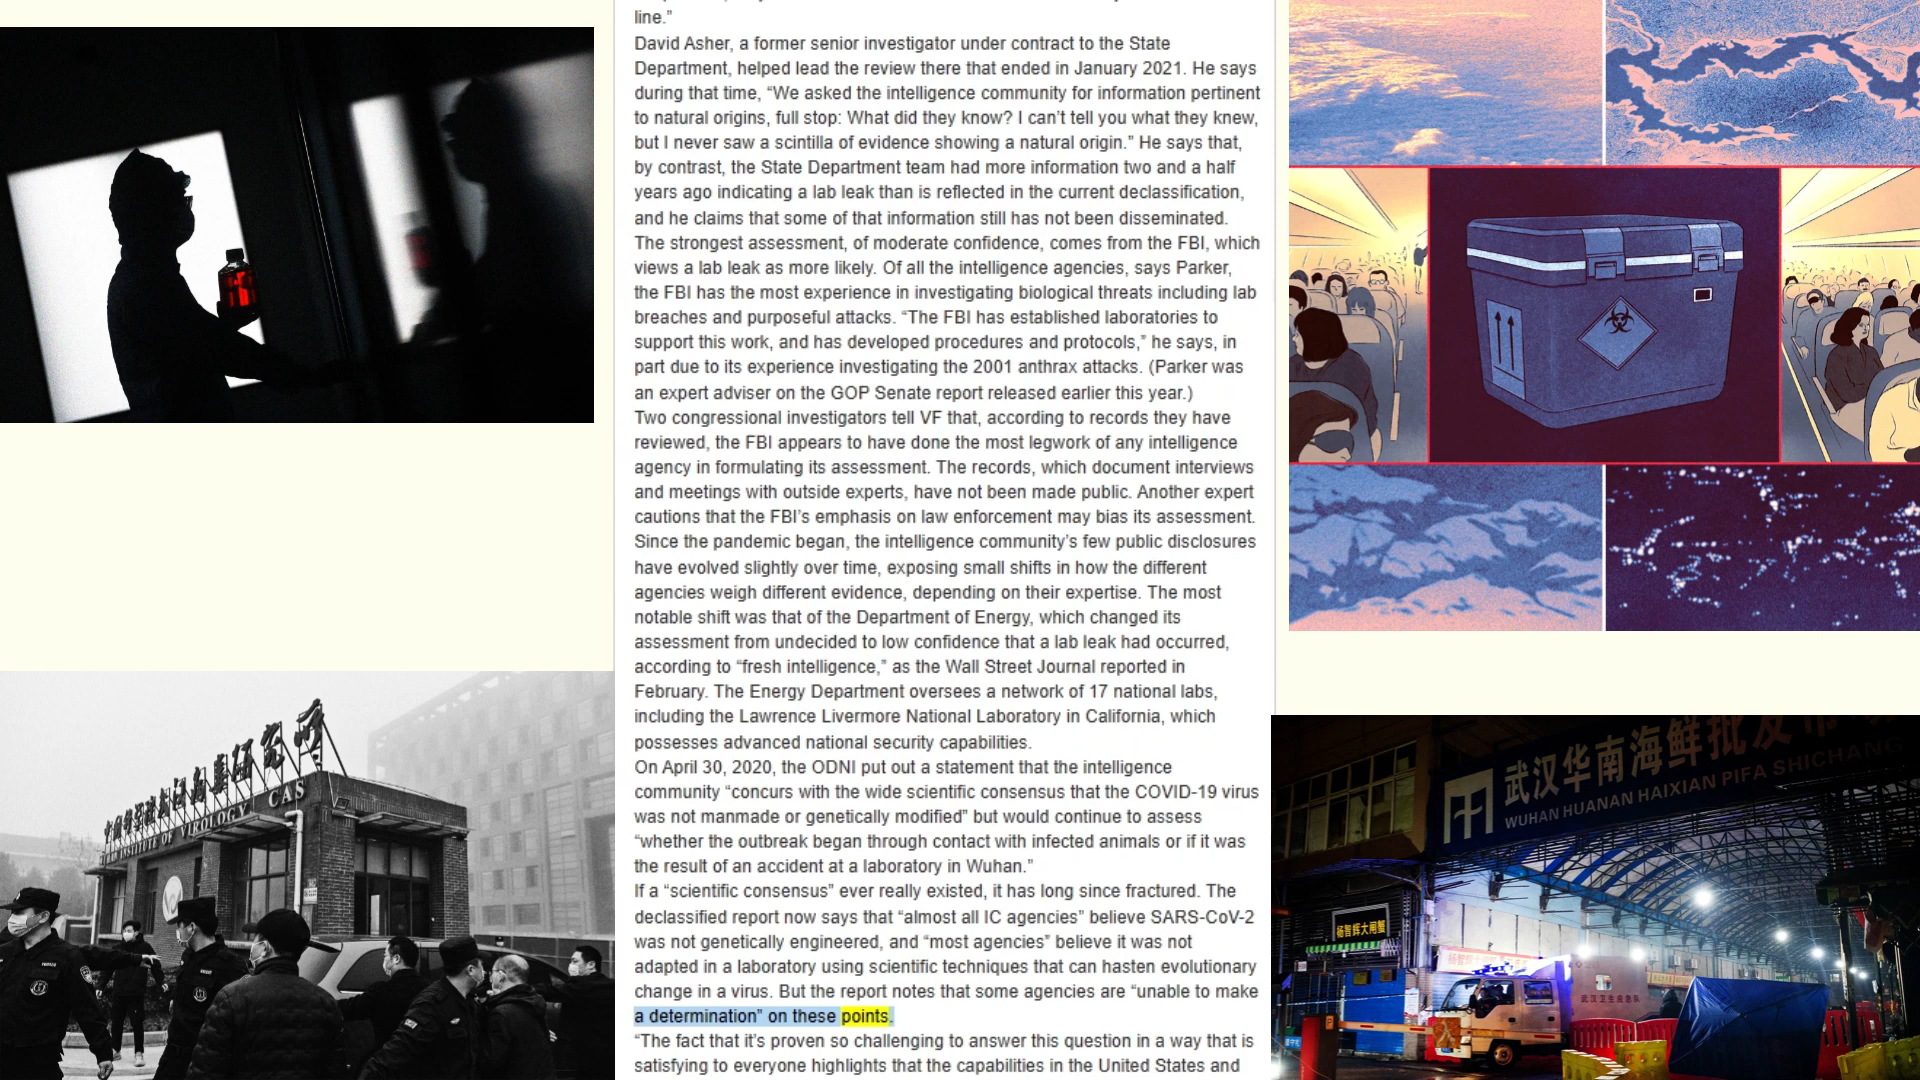 line.”
David Asher, a former senior investigator under contract to the State
Department, helped lead the review there that ended in January 2021. He says
during that time, “We asked the intelligence community for information pertinent
to natural origins, full stop: What did they know? I can’t tell you what they knew,
but I never saw a scintilla of evidence showing a natural origin.” He says that,
by contrast, the State Department team had more information two and a half
years ago indicating a lab leak than is reflected in the current declassification,
and he claims that some of that information still has not been disseminated.
The strongest assessment, of moderate confidence, comes from the FBI, which
views a lab leak as more likely. Of all the intelligence agencies, says Parker,
the FBI has the most experience in investigating biological threats including lab
breaches and purposeful attacks. “The FBI has established laboratories to
support this work, and has developed procedures and protocols,” he says, in
part due to its experience investigating the 2001 anthrax attacks. (Parker was
an expert adviser on the GOP Senate report released earlier this year.)
Two congressional investigators tell VF that, according to records they have
reviewed, the FBI appears to have done the most legwork of any intelligence
agency in formulating its assessment. The records, which document interviews
and meetings with outside experts, have not been made public. Another expert
cautions that the FBI’s emphasis on law enforcement may bias its assessment.
Since the pandemic began, the intelligence community’s few public disclosures
have evolved slightly over time, exposing small shifts in how the different
agencies weigh different evidence, depending on their expertise. The most
notable shift was that of the Department of Energy, which changed its
assessment from undecided to low confidence that a lab leak had occurred,
according to “fresh intelligence,” as the Wall Street Journal reported in
February. The Energy Department oversees a network of 17 national labs,
including the Lawrence Livermore National Laboratory in California, which
possesses advanced national security capabilities.
On April 30, 2020, the ODNI put out a statement that the intelligence
community “concurs with the wide scientific consensus that the COVID-19 virus
was not manmade or genetically modified” but would continue to assess
“whether the outbreak began through contact with infected animals or if it was
the result of an accident at a laboratory in Wuhan.”
If a “scientific consensus” ever really existed, it has long since fractured. The
declassified report now says that “almost all IC agencies” believe SARS-CoV-2
was not genetically engineered, and “most agencies” believe it was not
adapted in a laboratory using scientific techniques that can hasten evolutionary
change in a virus. But the report notes that some agencies are “unable to make
a determination” on these points.
“The fact that it’s proven so challenging to answer this question in a way that is
satisfying to everyone highlights that the capabilities in the United States and
INSTITUTE OF VIROLOGY, CAS
武汉华南海鲜批发市
WUHAN HUANAN HAIXIAN PIFA SHICHANG
杨智辉大闸蟹
武汉卫生应急队